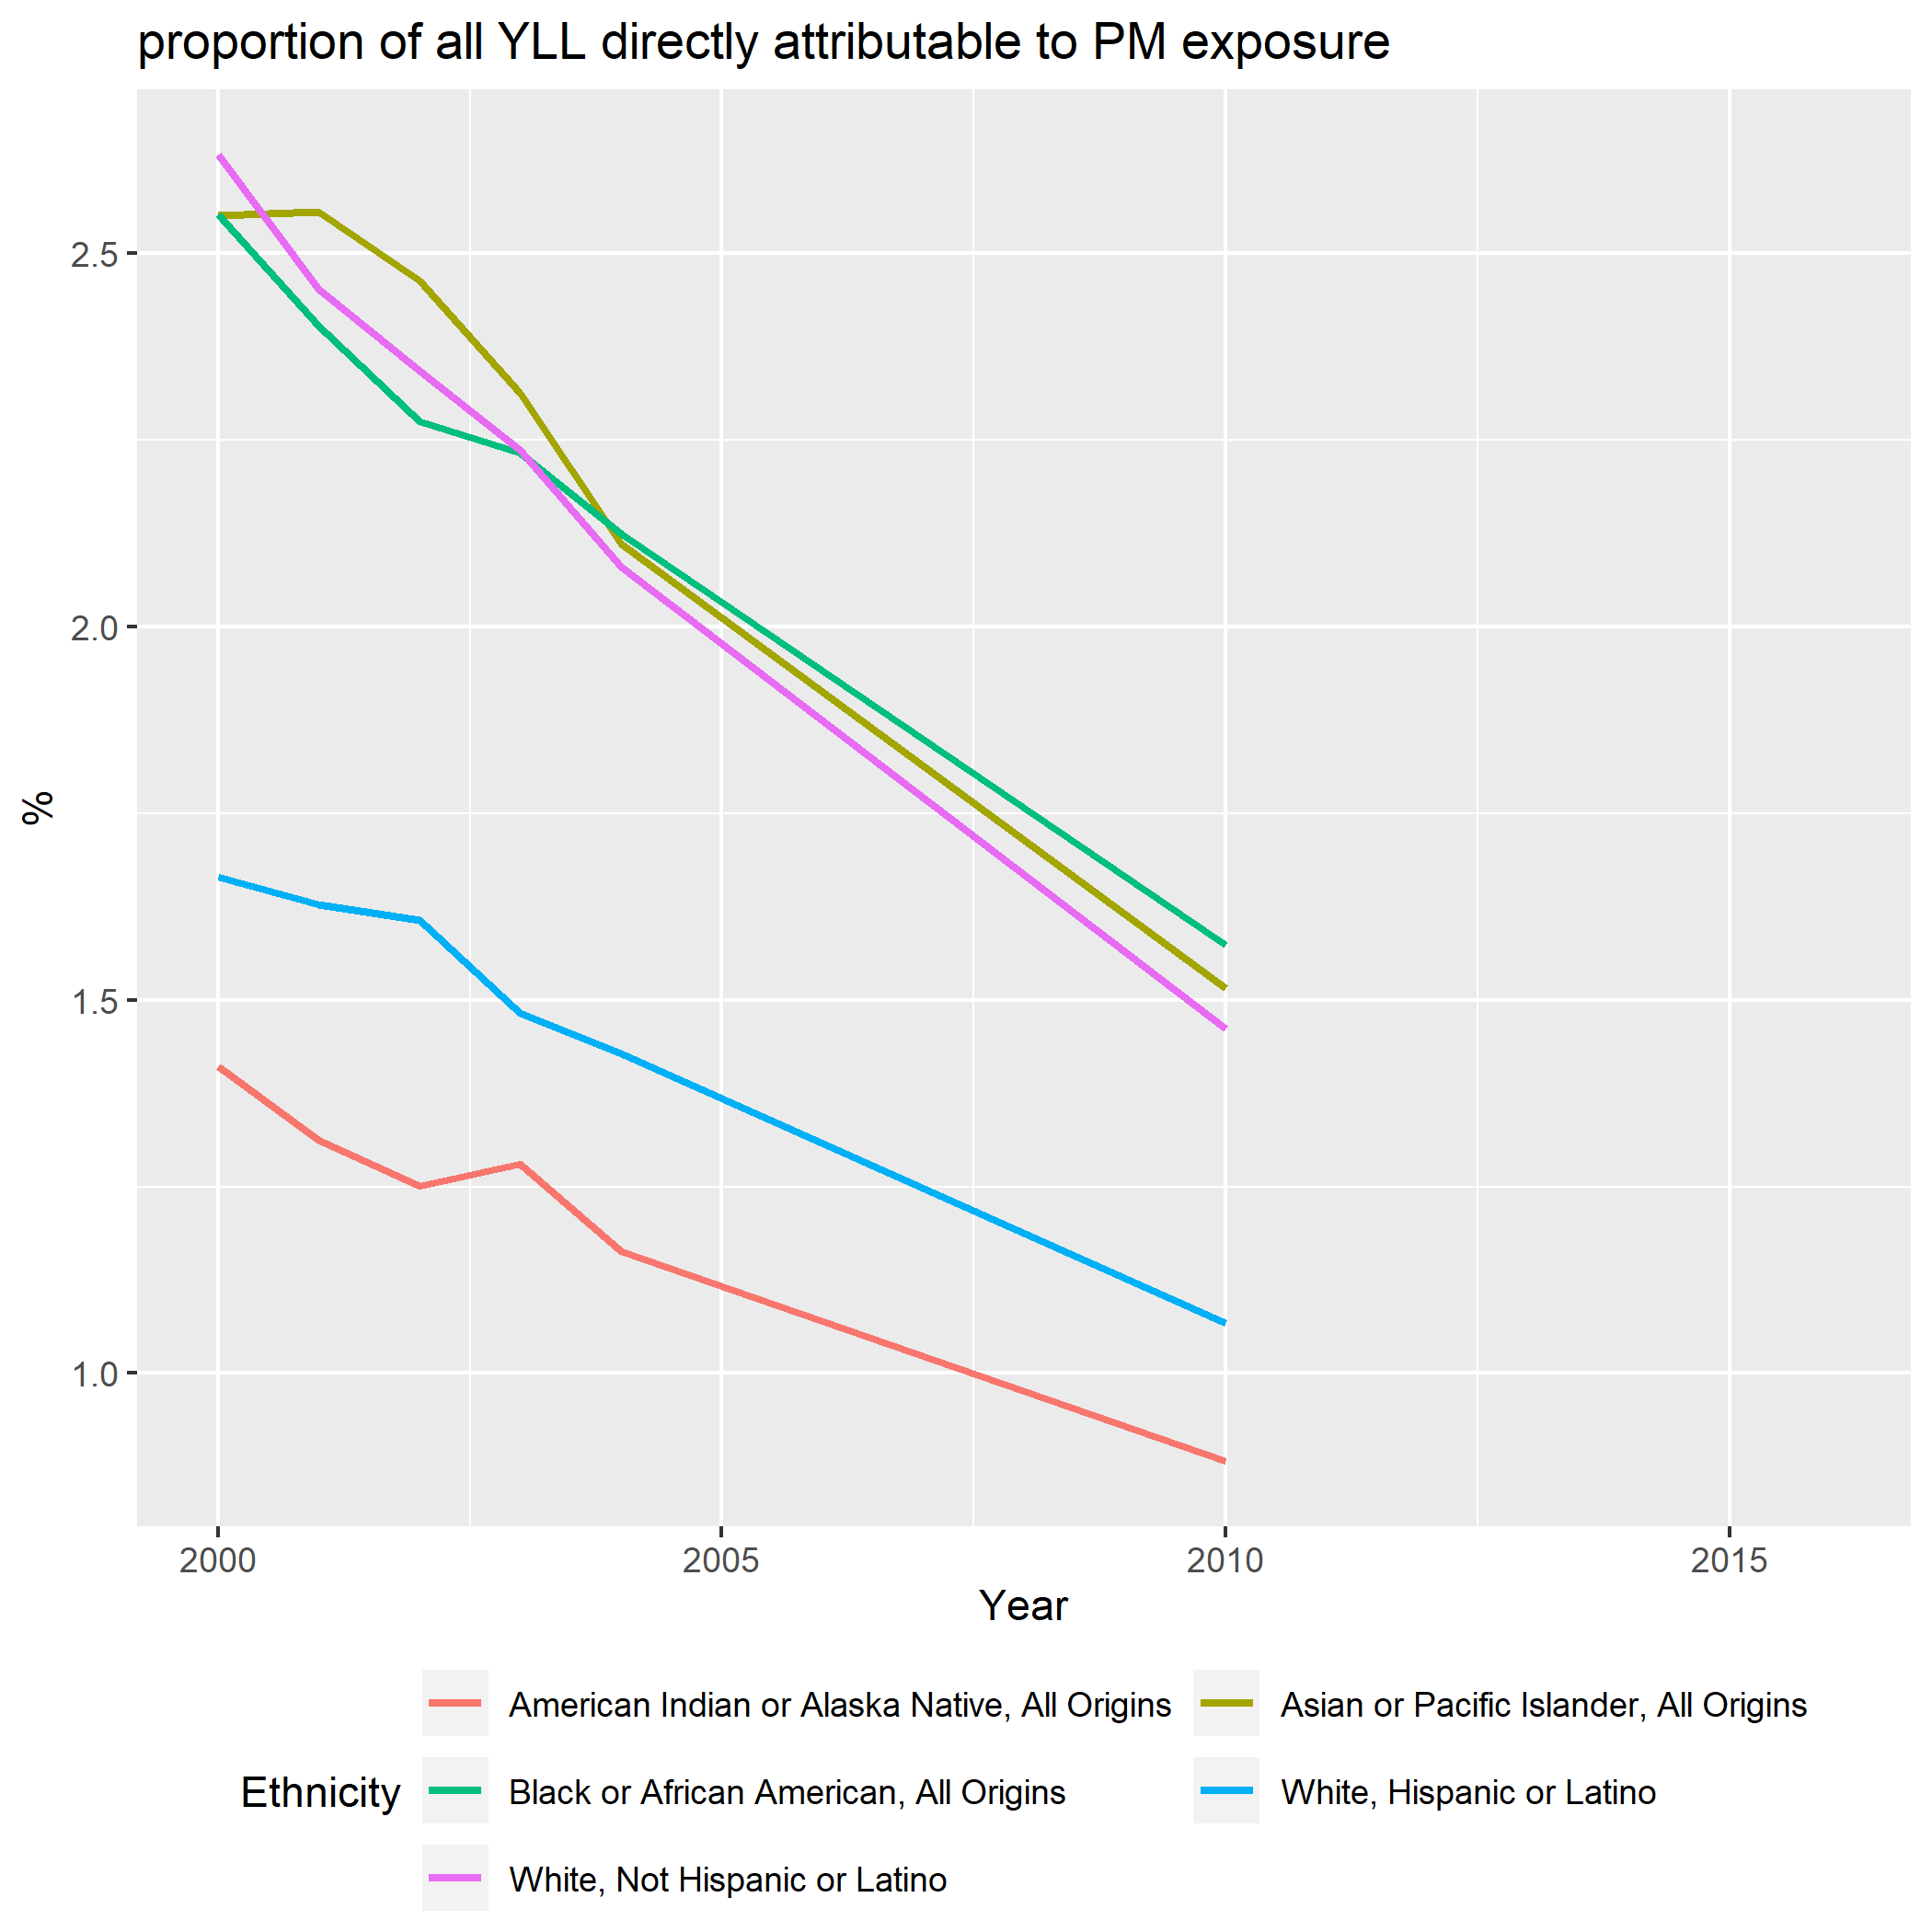 proportion of all YLL directly attributable to PM exposure
2.5
2.0
1.5
1.0
%
2000 2005 2010 2015
Year
Ethnicity
American Indian or Alaska Native, All Origins
Asian or Pacific Islander, All Origins
Black or African American, All Origins
White, Hispanic or Latino
White, Not Hispanic or Latino